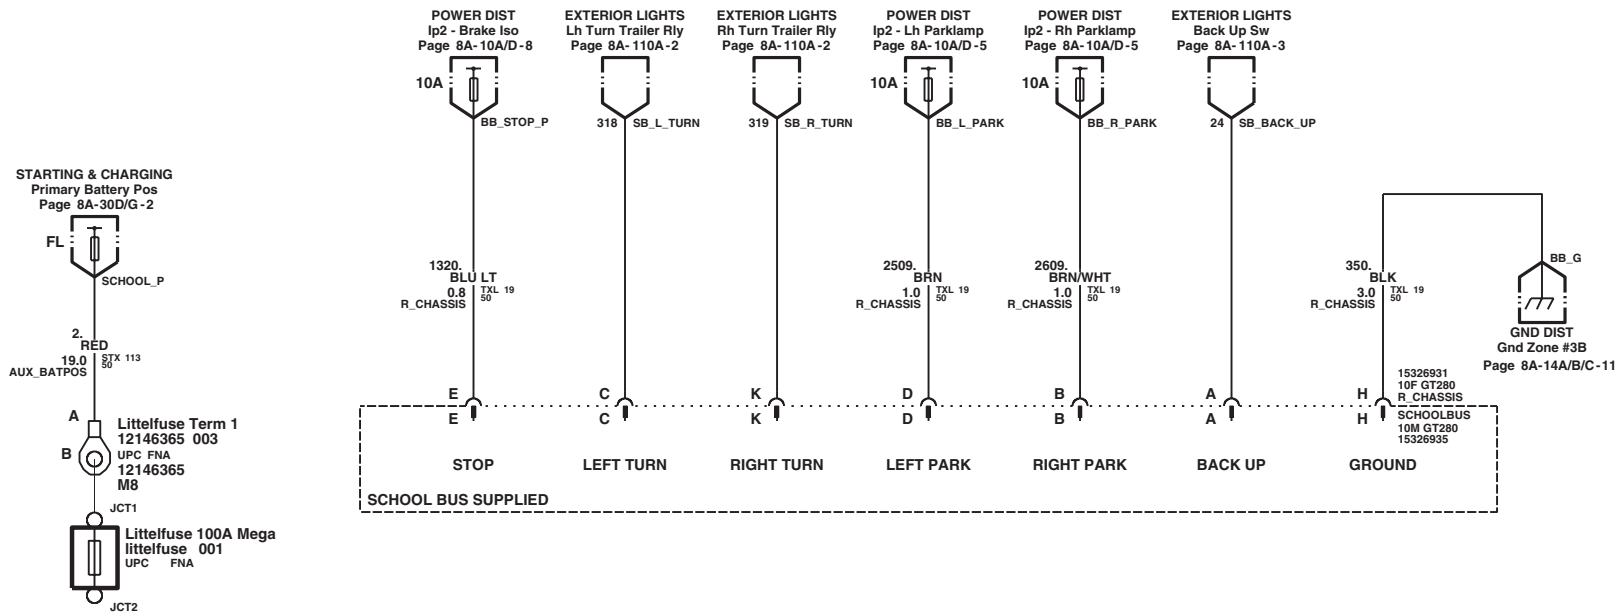 POWER DIST
Ip2 - Brake Iso
Page 8A-10A/D-8
10A
BB_STOP_P
EXTERIOR LIGHTS
Lh Turn Trailer Rly
Page 8A-110A-2
318 SB_L_TURN
EXTERIOR LIGHTS
Rh Turn Trailer Rly
Page 8A-110A-2
319 SB_R_TURN
POWER DIST
Ip2 - Lh Parklamp
Page 8A-10A/D-5
10A
BB_L_PARK
POWER DIST
Ip2 - Rh Parklamp
Page 8A-10A/D-5
10A
BB_R_PARK
EXTERIOR LIGHTS
Back Up Sw
Page 8A-110A-3
24 SB_BACK_UP
STARTING & CHARGING
Primary Battery Pos
Page 8A-30D/G-2
FL
SCHOOL_P
2.
RED
19.0 STX 113
50
AUX_BATPOS
A
B
Littelfuse Term 1
12146365 003
UPC FNA
12146365
M8
JCT1
Littelfuse 100A Mega
littelfuse 001
UPC FNA
JCT2
1320.
BLU LT
0.8 TXL 19
50
R_CHASSIS
2509.
BRN
1.0 TXL 19
50
R_CHASSIS
2609.
BRN/WHT
1.0 TXL 19
50
R_CHASSIS
350.
BLK
3.0 TXL 19
50
R_CHASSIS
BB_G
GND DIST
Gnd Zone #3B
Page 8A-14A/B/C-11
15326931
10F GT280
R_CHASSIS
E C K D B A H
E C K D B A H
SCHOOLBUS
10M GT280
15326935
STOP LEFT TURN RIGHT TURN LEFT PARK RIGHT PARK BACK UP GROUND
SCHOOL BUS SUPPLIED